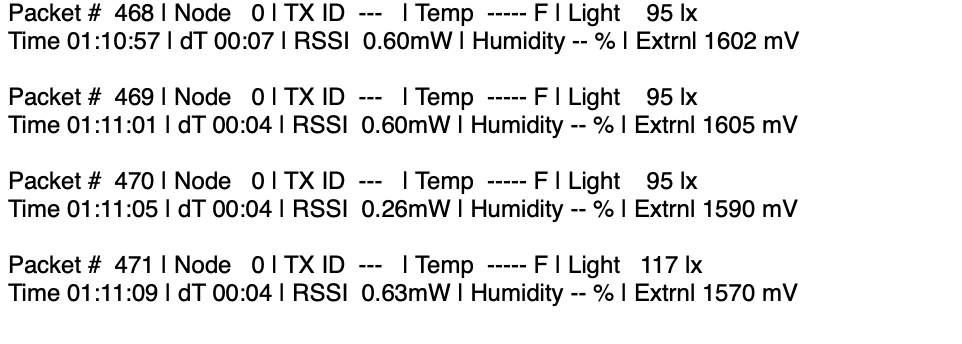 Packet #  468 | Node   0 | TX ID  ---   | Temp  ----- F | Light    95 lx
Time 01:10:57 | dT 00:07 | RSSI  0.60mW | Humidity -- % | Extrnl 1602 mV
Packet #  469 | Node   0 | TX ID  ---   | Temp  ----- F | Light    95 lx
Time 01:11:01 | dT 00:04 | RSSI  0.60mW | Humidity -- % | Extrnl 1605 mV
Packet #  470 | Node   0 | TX ID  ---   | Temp  ----- F | Light    95 lx
Time 01:11:05 | dT 00:04 | RSSI  0.26mW | Humidity -- % | Extrnl 1590 mV
Packet #  471 | Node   0 | TX ID  ---   | Temp  ----- F | Light   117 lx
Time 01:11:09 | dT 00:04 | RSSI  0.63mW | Humidity -- % | Extrnl 1570 mV